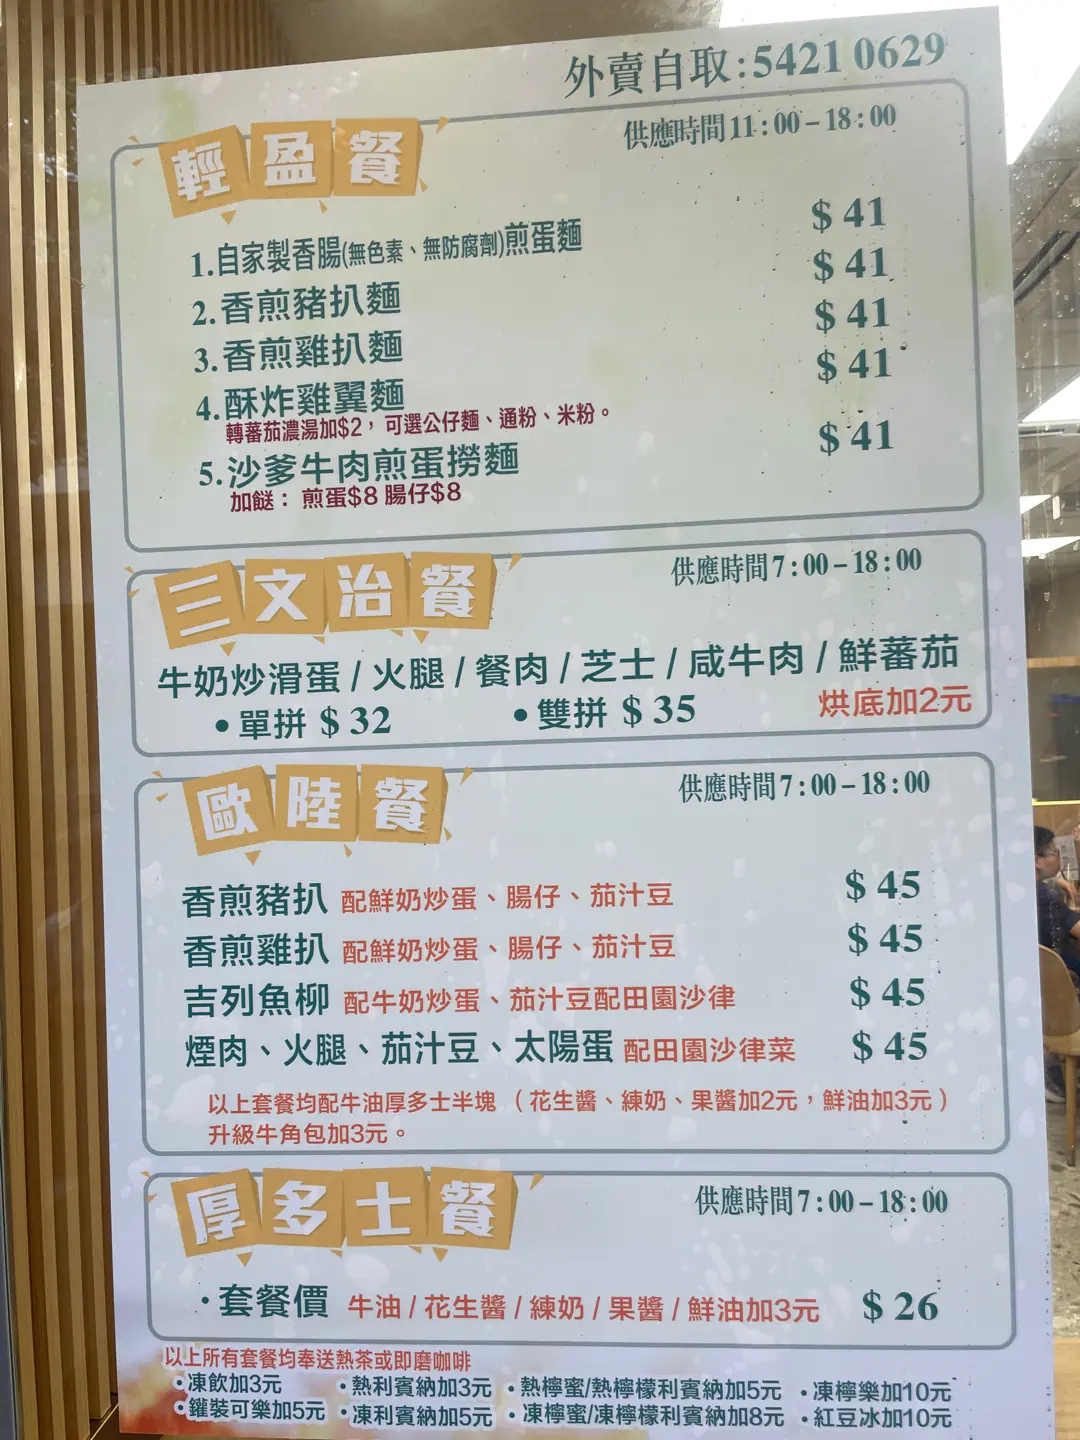 外賣自取:5421 0629
輕盈餐
供應時間11:00-18:00
1.自家製香腸(無色素、無防腐劑)煎蛋麵 $41
2.香煎豬扒麵 $41
3.香煎雞扒麵 $41
4.酥炸雞翼麵 $41
轉蕃茄濃湯加$2，可選公仔麵、通粉、米粉。
5.沙爹牛肉煎蛋撈麵 $41
加餸：煎蛋$8 腸仔$8
三文治餐
供應時間7:00-18:00
牛奶炒滑蛋/火腿/餐肉/芝士/咸牛肉/鮮蕃茄
•單拼 $32 •雙拼 $35 烘底加2元
歐陸餐
供應時間7:00-18:00
香煎豬扒 配鮮奶炒蛋、腸仔、茄汁豆 $45
香煎雞扒 配鮮奶炒蛋、腸仔、茄汁豆 $45
吉列魚柳 配牛奶炒蛋、茄汁豆配田園沙律 $45
煙肉、火腿、茄汁豆、太陽蛋 配田園沙律菜 $45
以上套餐均配牛油厚多士半塊（花生醬、練奶、果醬加2元，鮮油加3元）
升級牛角包加3元。
厚多士餐
供應時間7:00-18:00
•套餐價 牛油/花生醬/練奶/果醬/鮮油加3元 $26
以上所有套餐均奉送熱茶或即磨咖啡
•凍飲加3元 •熱利賓納加3元 •熱檸蜜/熱檸檬利賓納加5元 •凍檸樂加10元
•鑵裝可樂加5元 •凍利賓納加5元 •凍檸蜜/凍檸檬利賓納加8元 •紅豆冰加10元